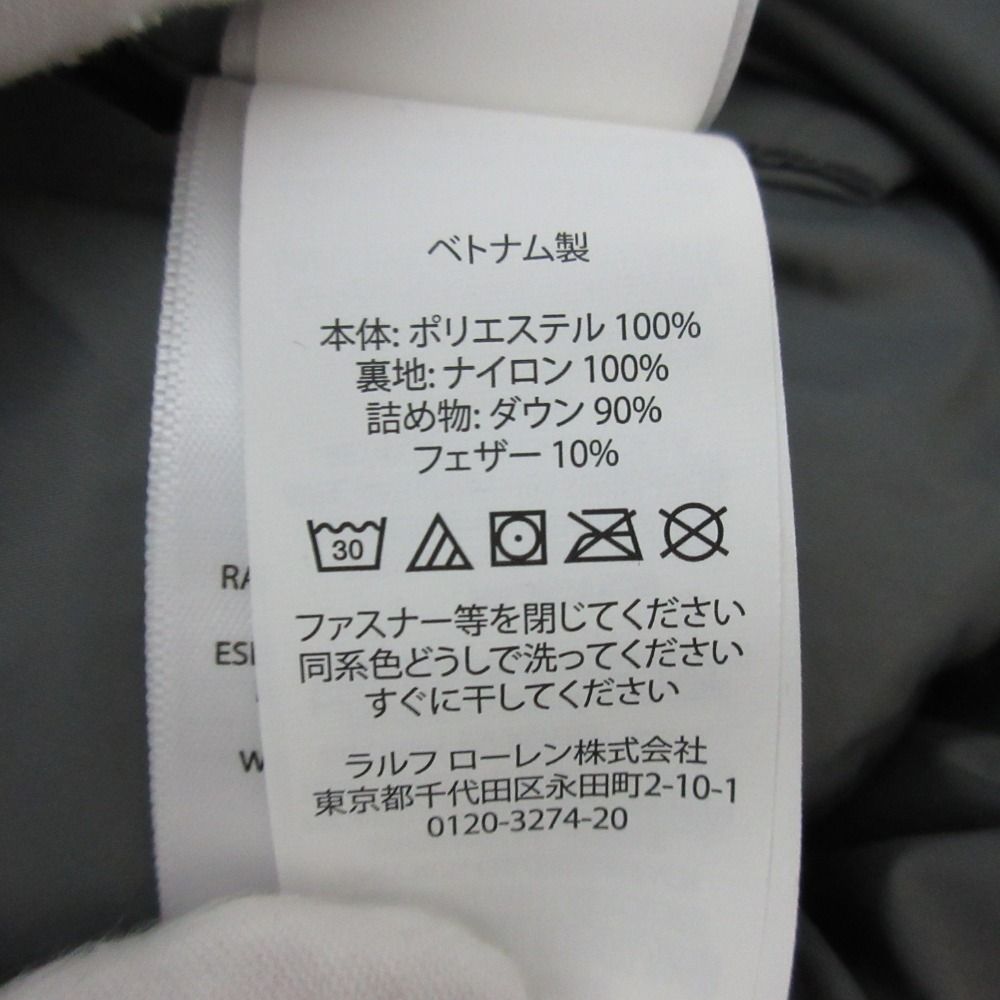 ベトナム製
本体: ポリエステル 100%
裏地: ナイロン 100%
詰め物: ダウン 90%
フェザー 10%
30
ファスナー等を閉じてください
同系色どうしで洗ってください
すぐに干してください
ラルフ ローレン株式会社
東京都千代田区永田町2-10-1
0120-3274-20